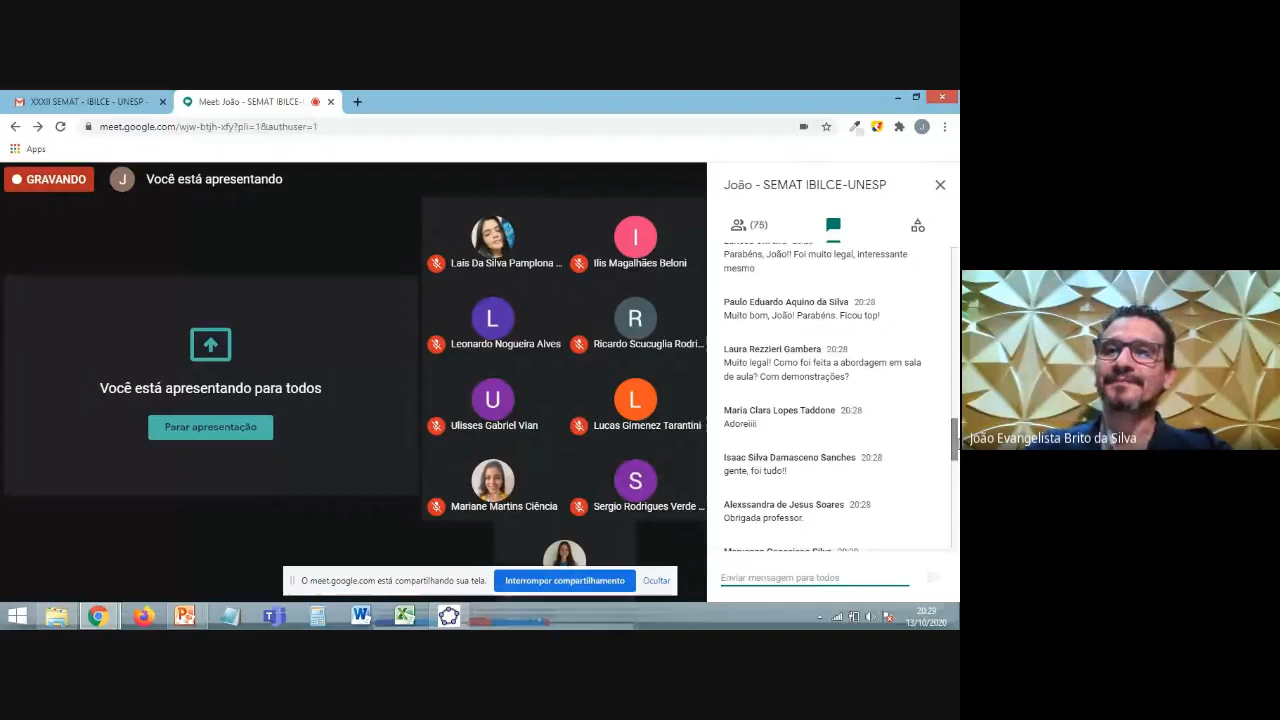 XXXII SEMAT - IBILCE - UNESP -
Meet: João - SEMAT IBILCE-
meet.google.com/wjw-btjh-xfy?pli=1&authuser=1
J
Apps
GRAVANDO
J
Você está apresentando
Você está apresentando para todos
Parar apresentação
I
Laís Da Silva Pamplona ...
Ilis Magalhães Beloni
L
R
Leonardo Nogueira Alves
Ricardo Scucuglia Rodri...
U
L
Ulisses Gabriel Vian
Lucas Gimenez Tarantini
S
Mariane Martins Ciência
Sergio Rodrigues Verde ...
O meet.google.com está compartilhando sua tela.
Interromper compartilhamento
Ocultar
João - SEMAT IBILCE-UNESP
(75)
Parabéns, João!! Foi muito legal, interessante
mesmo
Paulo Eduardo Aquino da Silva 20:28
Muito bom, João! Parabéns. Ficou top!
Laura Rezzieri Gambera 20:28
Muito legal! Como foi feita a abordagem em sala
de aula? Com demonstrações?
Maria Clara Lopes Taddone 20:28
Adoreiiii
Isaac Silva Damasceno Sanches 20:28
gente, foi tudo!!
Alexssandra de Jesus Soares 20:28
Obrigada professor.
Enviar mensagem para todos
20:29
13/10/2020
João Evangelista Brito da Silva